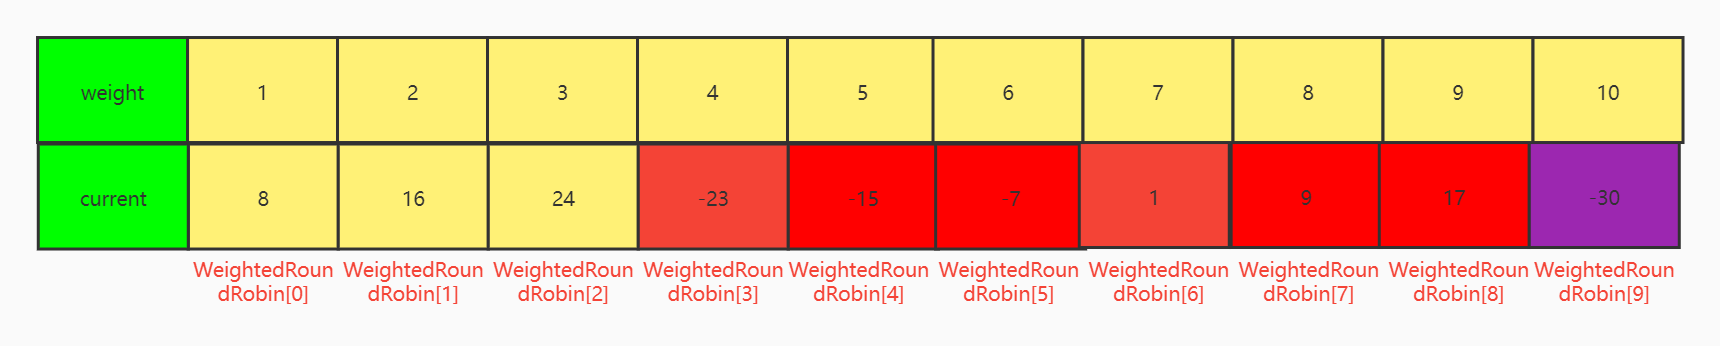 weight 1 2 3 4 5 6 7 8 9 10
current 8 16 24 -23 -15 -7 1 9 17 -30
WeightedRoun WeightedRoun WeightedRoun WeightedRoun WeightedRoun WeightedRoun WeightedRoun WeightedRoun WeightedRoun WeightedRoun
dRobin[0] dRobin[1] dRobin[2] dRobin[3] dRobin[4] dRobin[5] dRobin[6] dRobin[7] dRobin[8] dRobin[9]